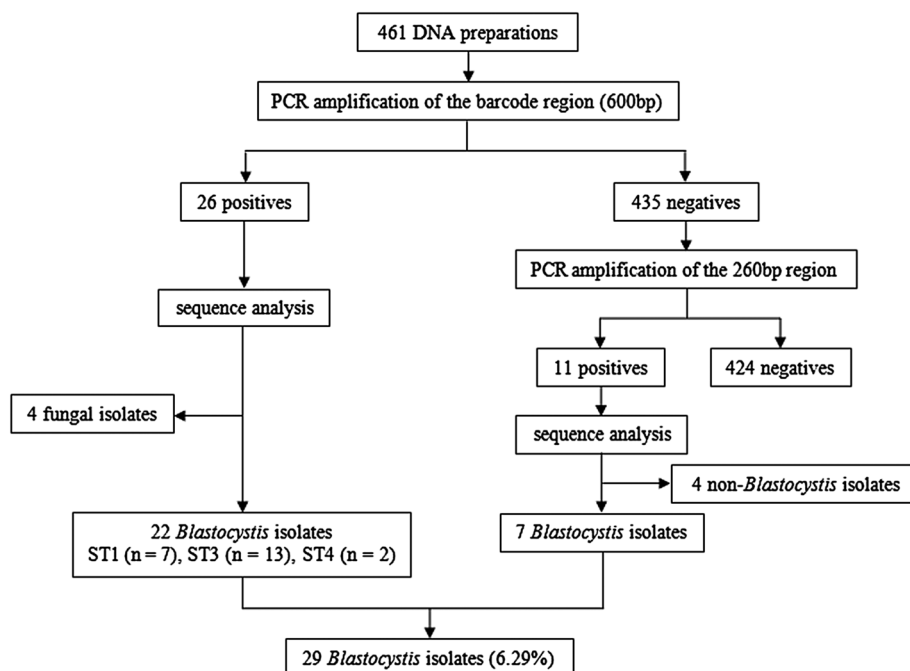 461 DNA preparations
PCR amplification of the barcode region (600bp)
26 positives
435 negatives
PCR amplification of the 260bp region
sequence analysis
11 positives
424 negatives
4 fungal isolates
sequence analysis
4 non-Blastocystis isolates
22 Blastocystis isolates
ST1 (n = 7), ST3 (n = 13), ST4 (n = 2)
7 Blastocystis isolates
29 Blastocystis isolates (6.29%)